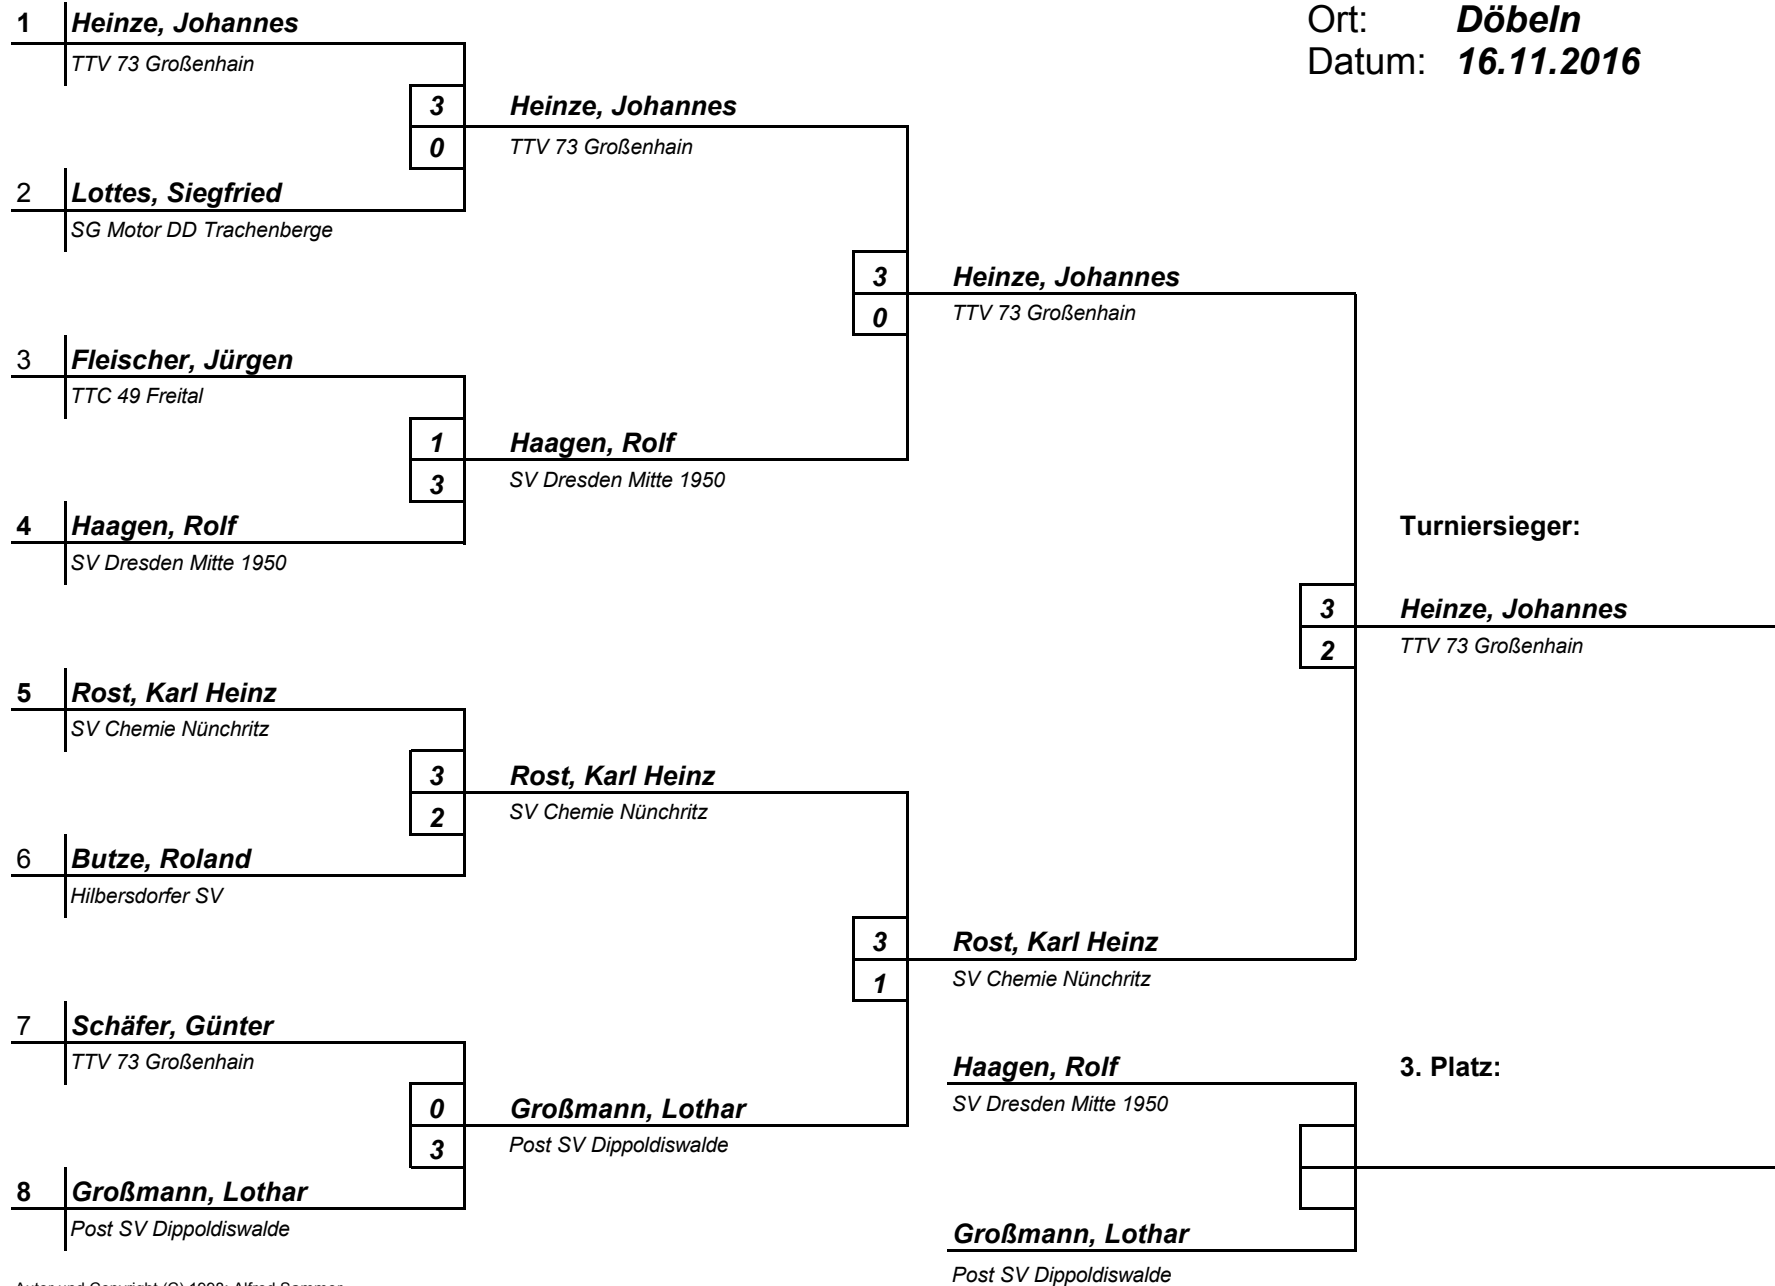 Ort: Döbeln
Datum: 16.11.2016
1 Heinze, Johannes
TTV 73 Großenhain
3 Heinze, Johannes
0 TTV 73 Großenhain
2 Lottes, Siegfried
SG Motor DD Trachenberge
3 Heinze, Johannes
0 TTV 73 Großenhain
3 Fleischer, Jürgen
TTC 49 Freital
1 Haagen, Rolf
3 SV Dresden Mitte 1950
4 Haagen, Rolf
SV Dresden Mitte 1950
Turniersieger:
3 Heinze, Johannes
2 TTV 73 Großenhain
5 Rost, Karl Heinz
SV Chemie Nünchritz
3 Rost, Karl Heinz
2 SV Chemie Nünchritz
6 Butze, Roland
Hilbersdorfer SV
3 Rost, Karl Heinz
1 SV Chemie Nünchritz
7 Schäfer, Günter
TTV 73 Großenhain
Haagen, Rolf
SV Dresden Mitte 1950
3. Platz:
0 Großmann, Lothar
3 Post SV Dippoldiswalde
8 Großmann, Lothar
Post SV Dippoldiswalde
Großmann, Lothar
Post SV Dippoldiswalde
Autor und Copyright (C) 1998: Alfred Sommer